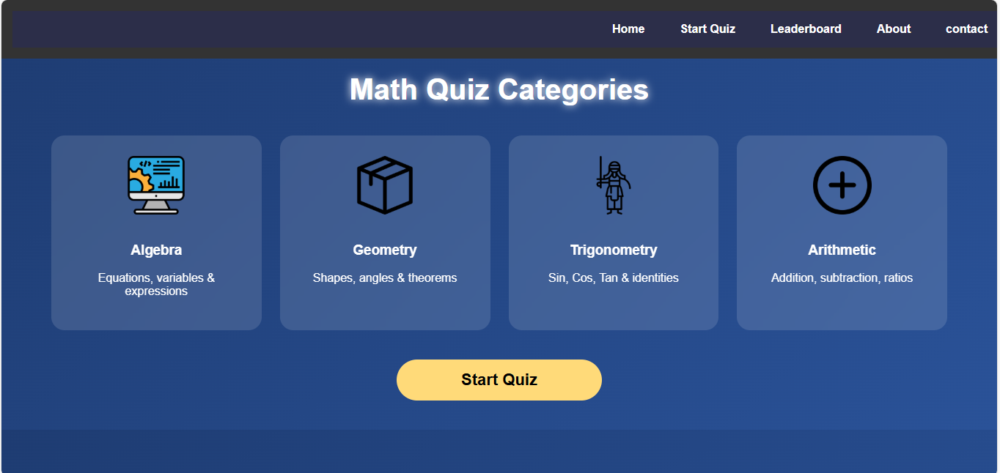 Home Start Quiz Leaderboard About contact
Math Quiz Categories
Algebra
Equations, variables &
expressions
Geometry
Shapes, angles & theorems
Trigonometry
Sin, Cos, Tan & identities
Arithmetic
Addition, subtraction, ratios
Start Quiz